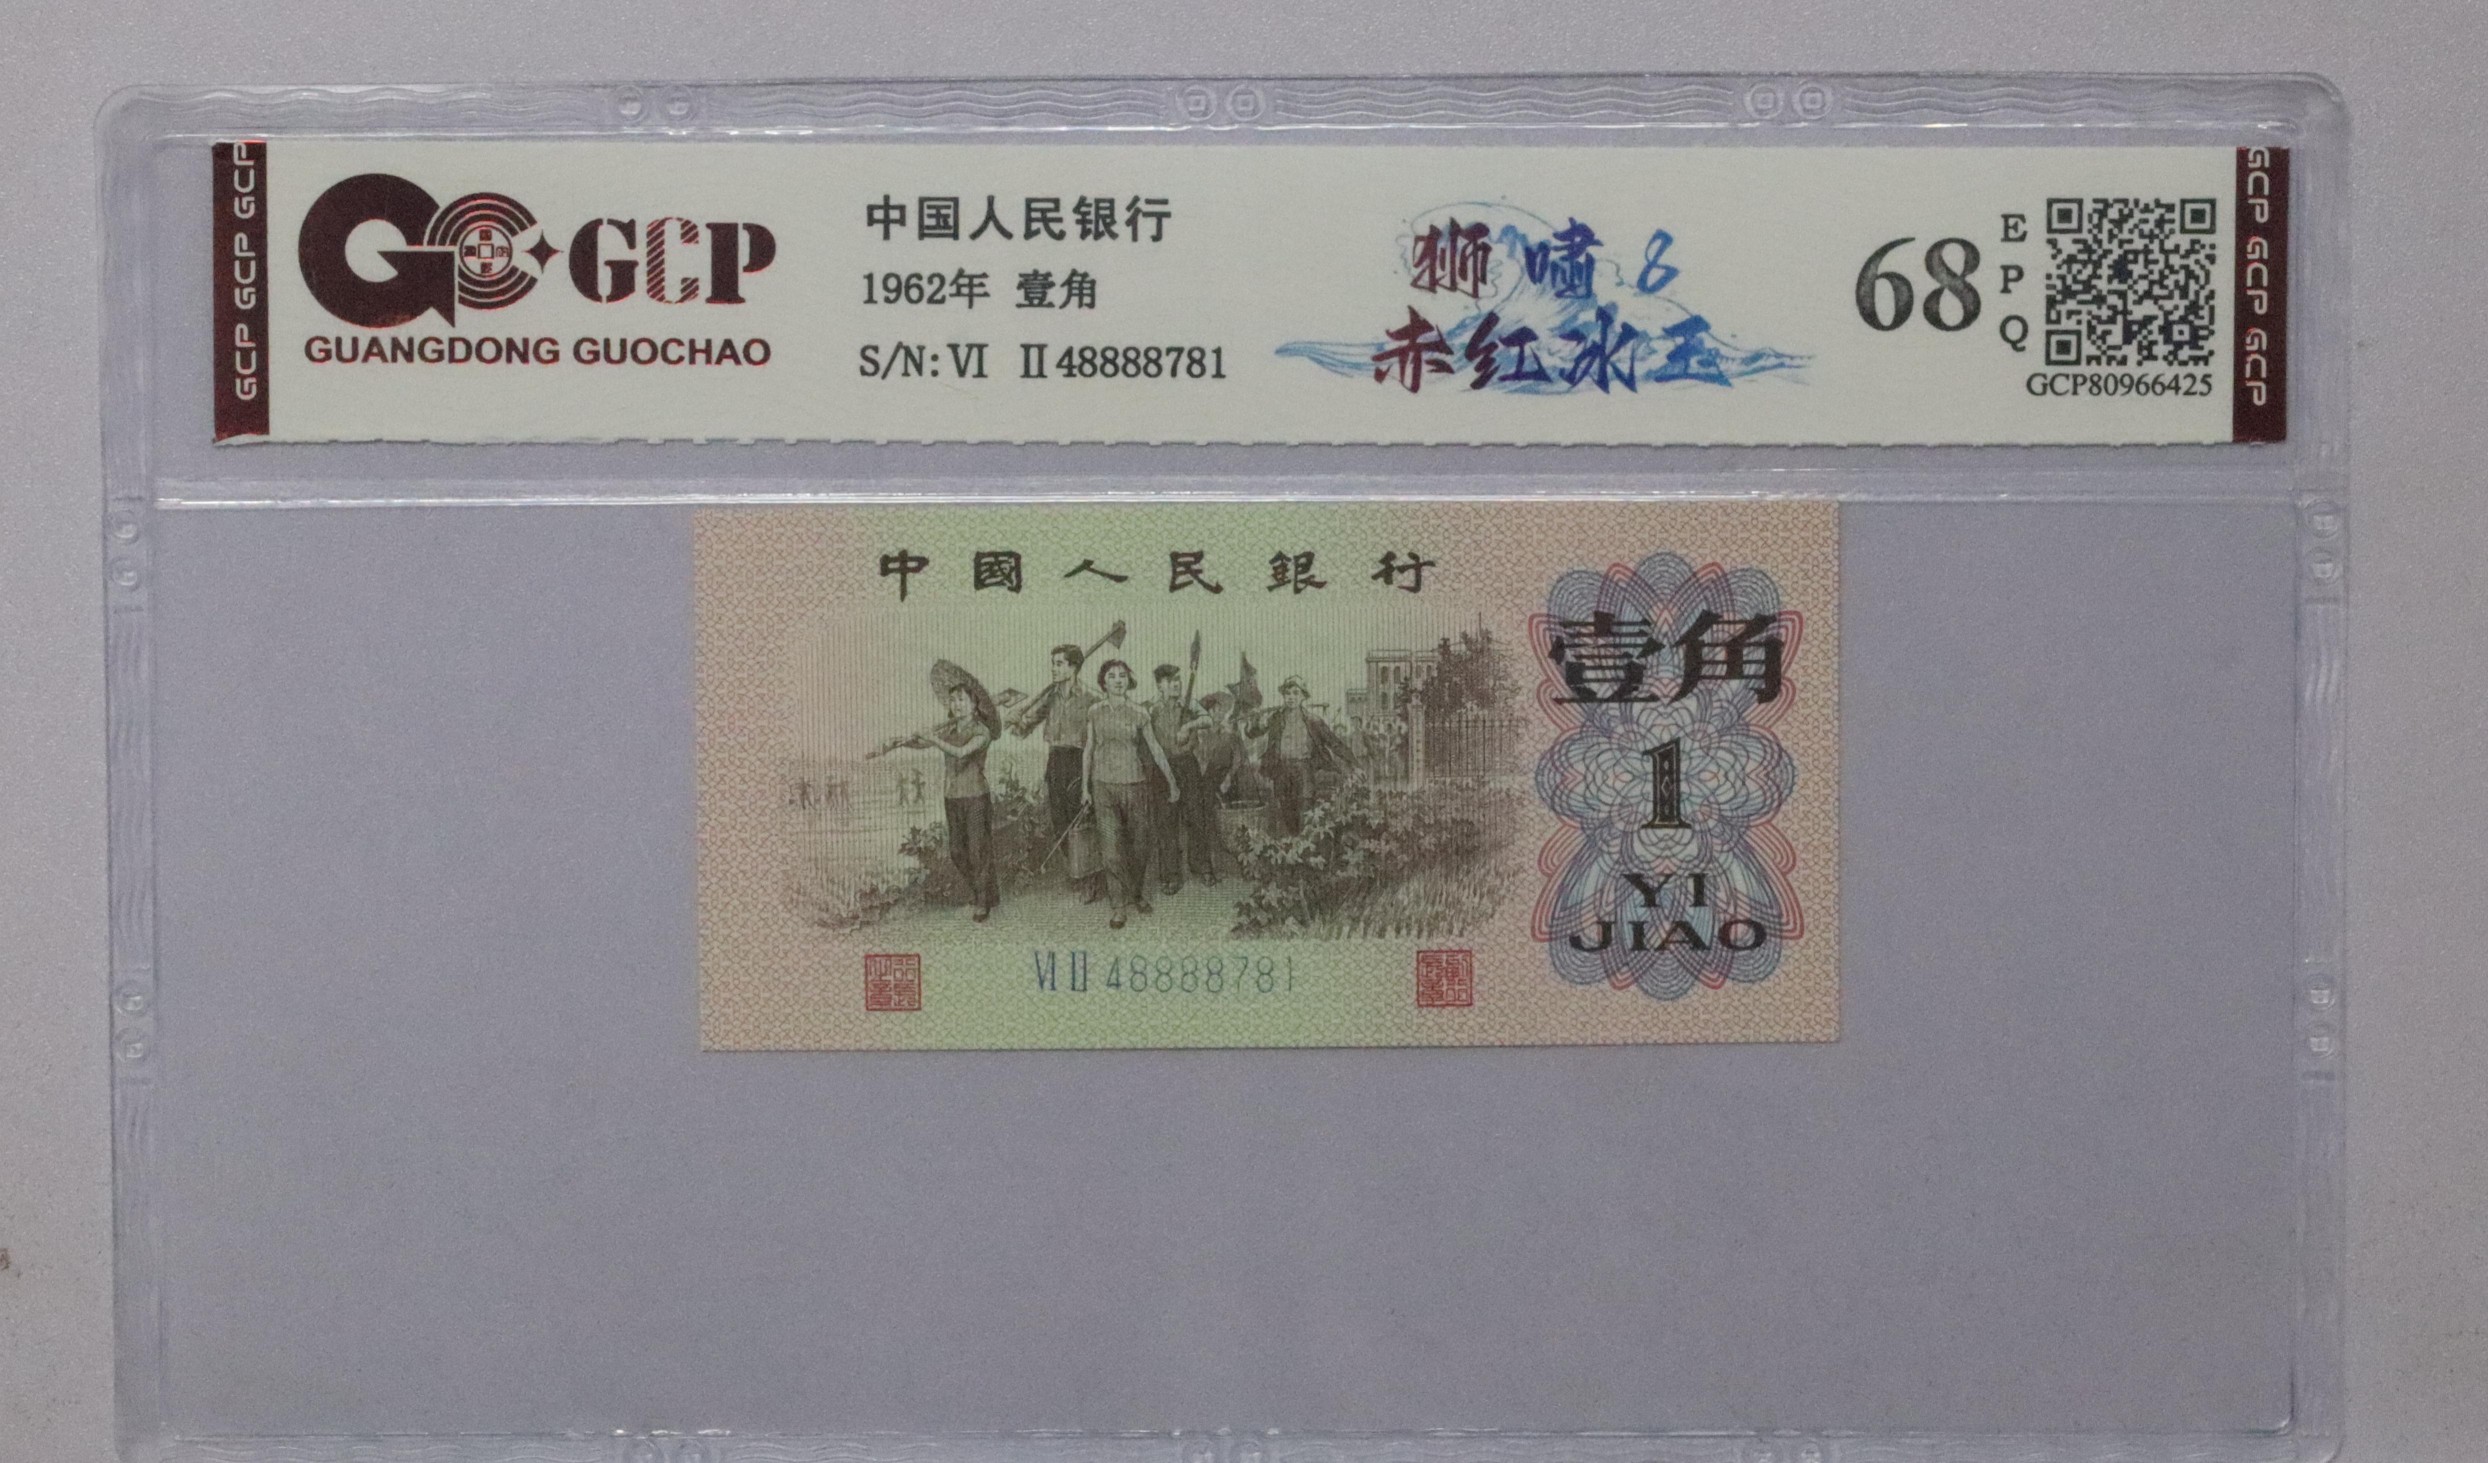 GCP GCP GCP
GCP
GUANGDONG GUOCHAO
中国人民银行
1962年 壹角
S/N: Ⅵ Ⅱ 48888781
狮啸8
赤红冰玉
68
EPQ
GCP80966425
GCP GCP GCP
中國人民銀行
壹角
1
YI
JIAO
Ⅵ Ⅱ 48888781